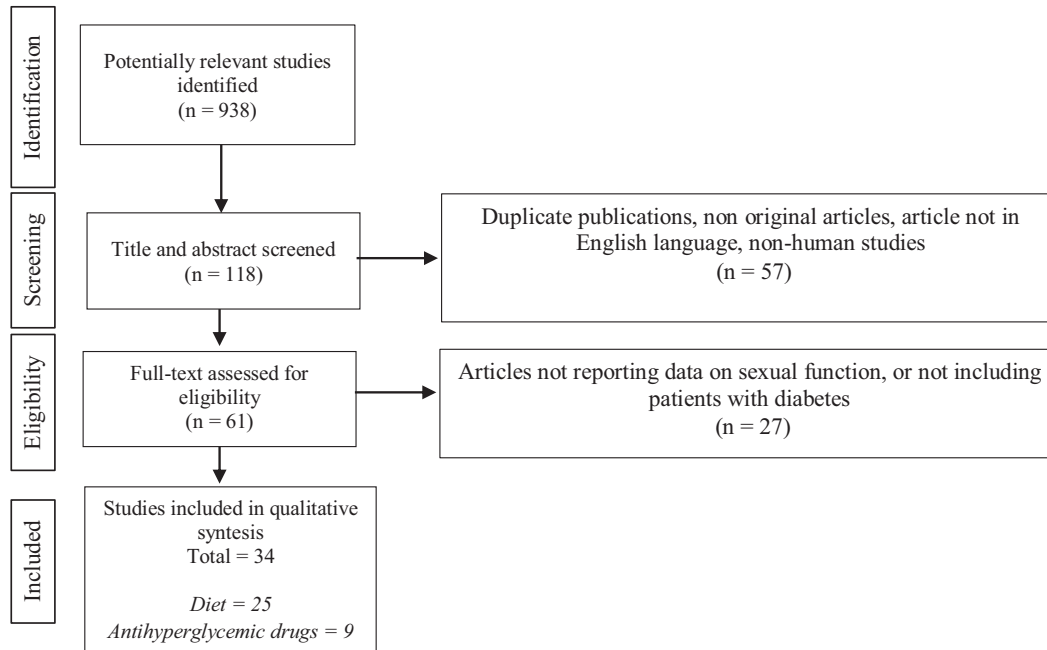 Identification
Potentially relevant studies
identified
(n = 938)
Screening
Title and abstract screened
(n = 118)
Duplicate publications, non original articles, article not in
English language, non-human studies
(n = 57)
Eligibility
Full-text assessed for
eligibility
(n = 61)
Articles not reporting data on sexual function, or not including
patients with diabetes
(n = 27)
Included
Studies included in qualitative
syntesis
Total = 34
Diet = 25
Antihyperglycemic drugs = 9